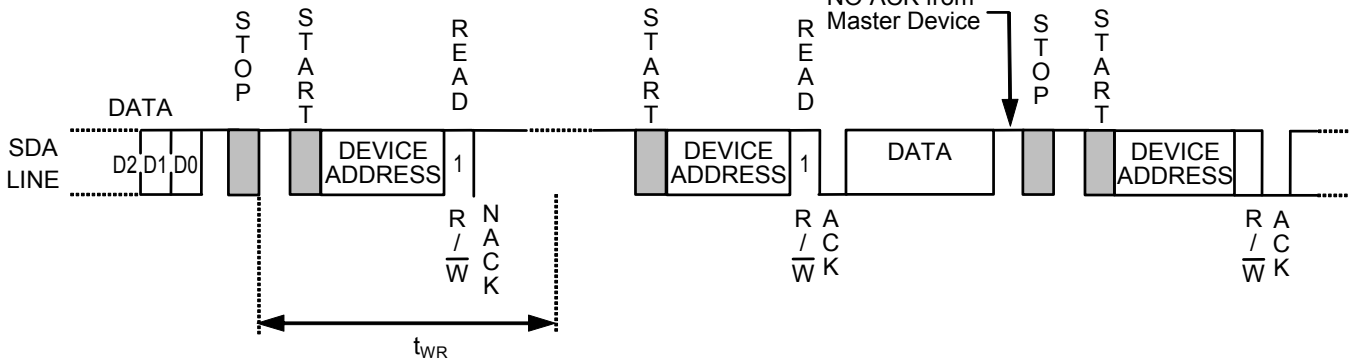 NO ACK from
Master Device
STOP
START
READ
START
READ
STOP
START
DATA
SDA
LINE
D2 D1 D0
DEVICE
ADDRESS
1
DEVICE
ADDRESS
1
DATA
DEVICE
ADDRESS
R/W
NACK
R/W
ACK
R/W
ACK
tWR